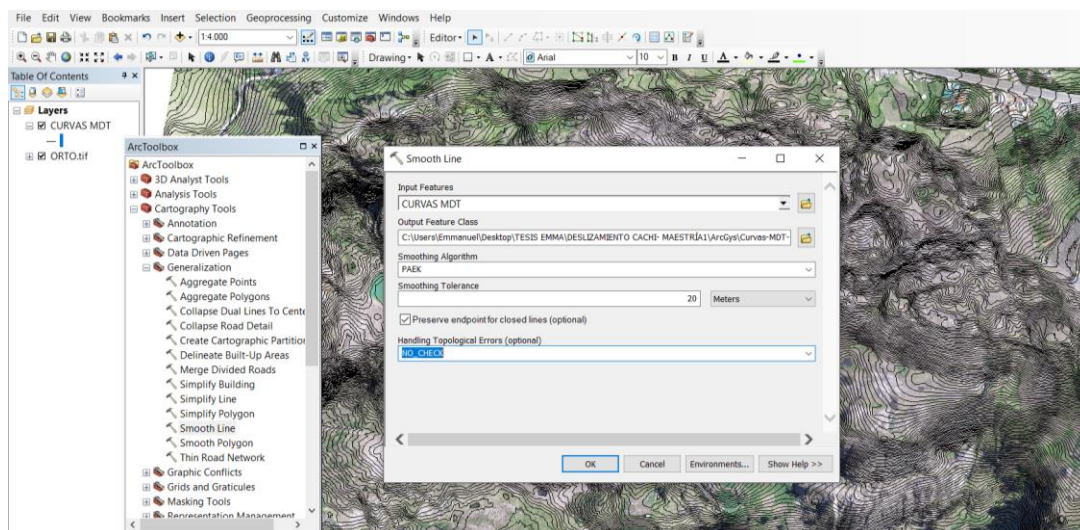 File Edit View Bookmarks Insert Selection Geoprocessing Customize Windows Help
1:4.000
Editor
Drawing
Arial
10
B I U A
Table Of Contents
Layers
CURVAS MDT
ORTO.tif
ArcToolbox
ArcToolbox
3D Analyst Tools
Analysis Tools
Cartography Tools
Annotation
Cartographic Refinement
Data Driven Pages
Generalization
Aggregate Points
Aggregate Polygons
Collapse Dual Lines To Cente
Collapse Road Detail
Create Cartographic Partition
Delineate Built-Up Areas
Merge Divided Roads
Simplify Building
Simplify Line
Simplify Polygon
Smooth Line
Smooth Polygon
Thin Road Network
Graphic Conflicts
Grids and Graticules
Masking Tools
Representation Management
Smooth Line
Input Features
CURVAS MDT
Output Feature Class
C:\Users\Emmanuel\Desktop\TESIS EMMA\DESLIZAMIENTO CACHI- MAESTRÍA1\ArcGys\Curvas-MDT-
Smoothing Algorithm
PAEK
Smoothing Tolerance
20 Meters
Preserve endpoint for closed lines (optional)
Handling Topological Errors (optional)
NO_CHECK
OK Cancel Environments... Show Help >>